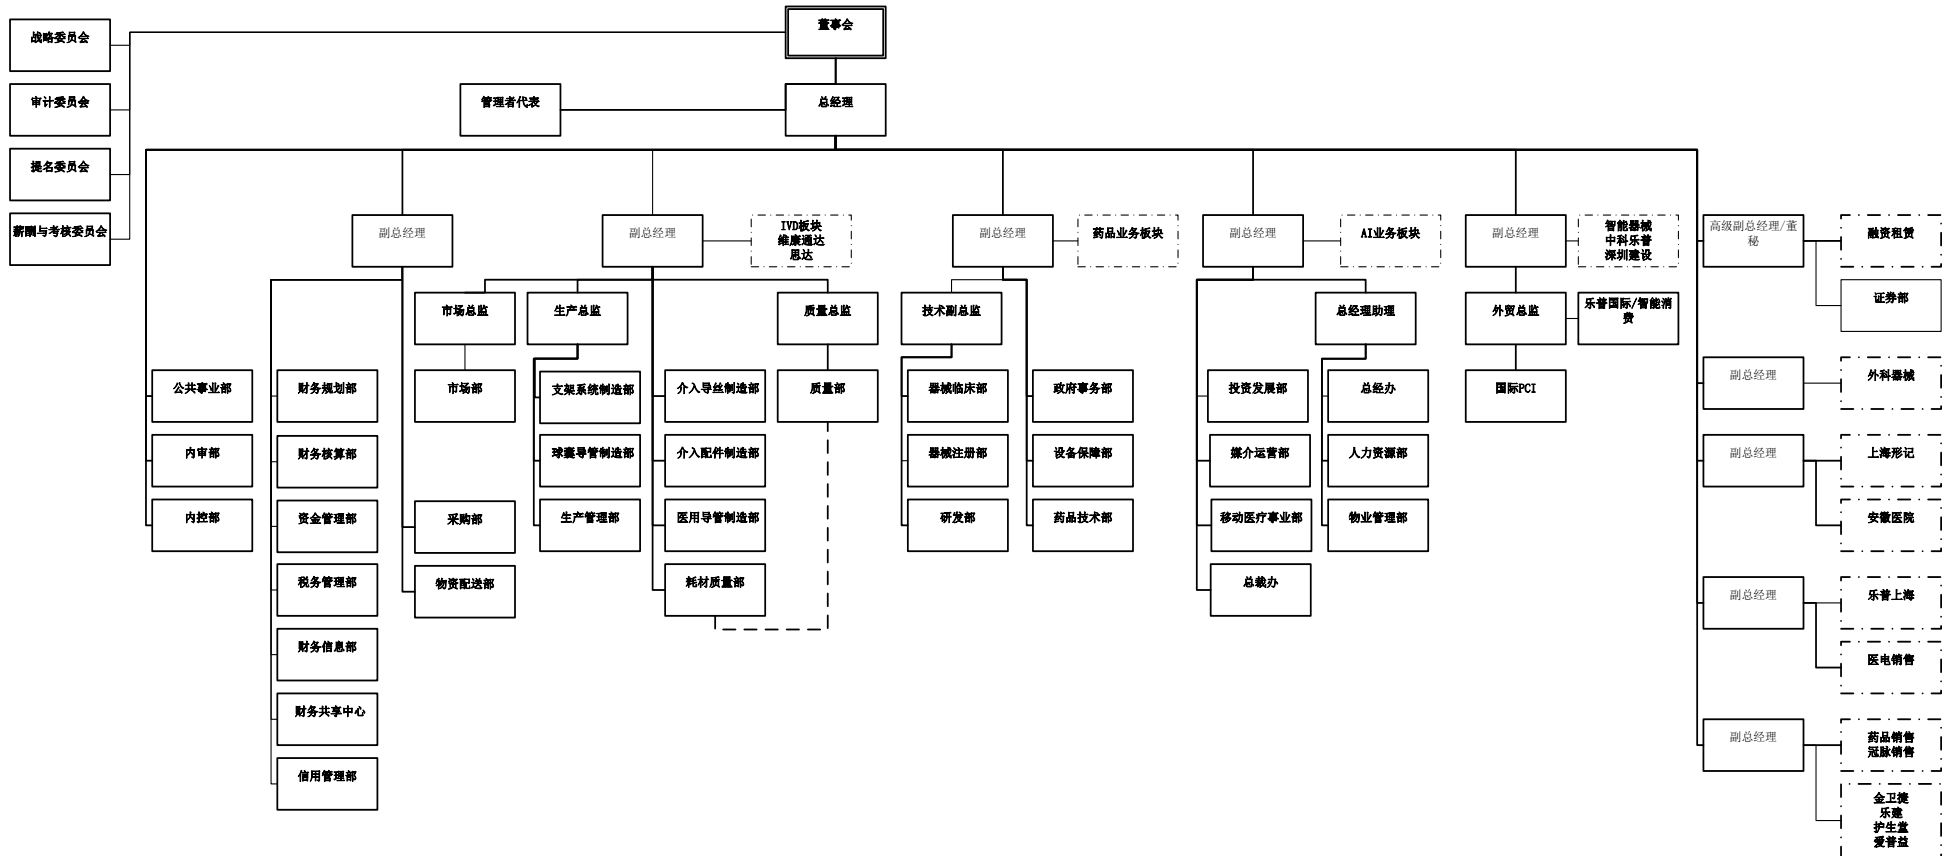 董事会
战略委员会
审计委员会
提名委员会
薪酬与考核委员会
管理者代表
总经理
副总经理
副总经理
IVD板块
维康通达
思达
副总经理
药品业务板块
副总经理
AI业务板块
副总经理
智能器械
中科乐普
深圳建设
高级副总经理/董
秘
融资租赁
市场总监
生产总监
质量总监
技术副总监
总经理助理
外贸总监
乐普国际/智能消
费
证券部
公共事业部
财务规划部
市场部
支架系统制造部
介入导丝制造部
质量部
器械临床部
政府事务部
投资发展部
总经办
国际PCI
副总经理
外科器械
内审部
财务核算部
球囊导管制造部
介入配件制造部
器械注册部
设备保障部
媒介运营部
人力资源部
副总经理
上海形记
内控部
资金管理部
采购部
生产管理部
医用导管制造部
研发部
药品技术部
移动医疗事业部
物业管理部
安徽医院
税务管理部
物资配送部
耗材质量部
总裁办
副总经理
乐普上海
财务信息部
医电销售
财务共享中心
副总经理
药品销售
冠脉销售
信用管理部
金卫捷
乐建
护生堂
爱普益